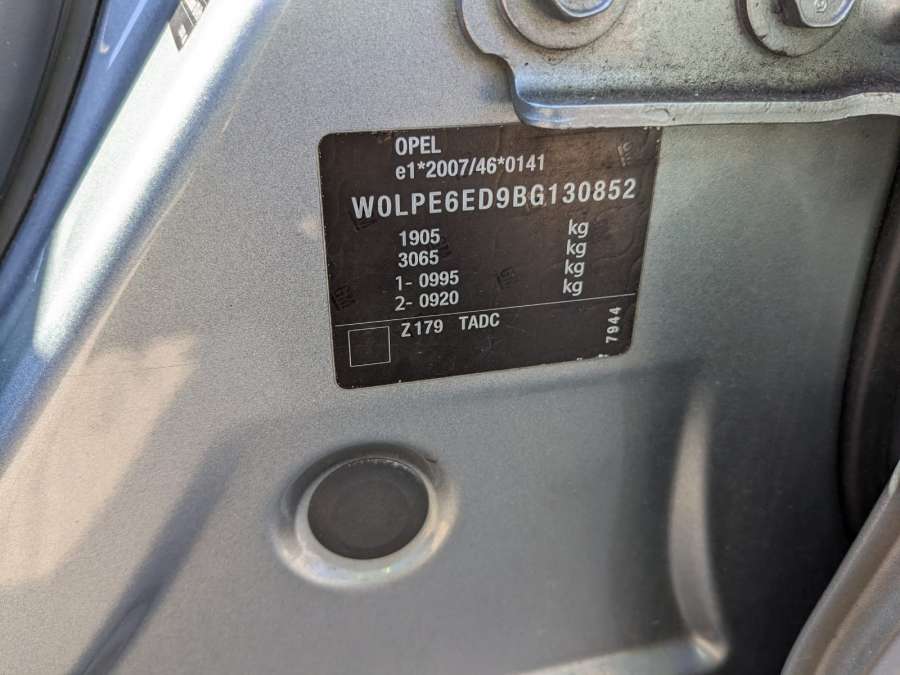 OPEL
e1*2007/46*0141
W0LPE6ED9BG130852
1905 kg
3065 kg
1- 0995 kg
2- 0920 kg
Z179 TADC
7944